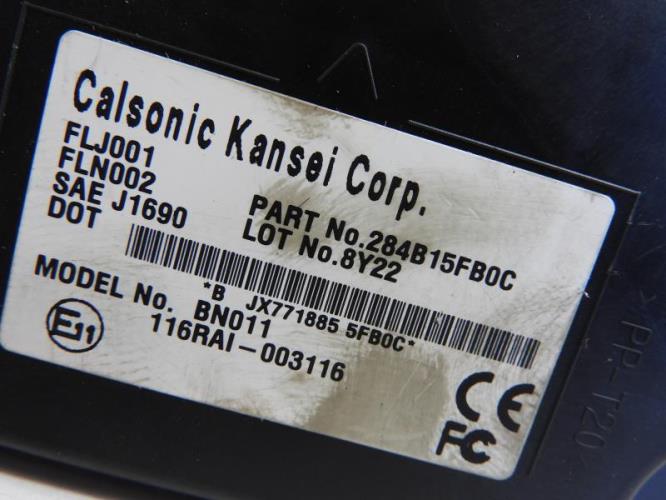 Calsonic Kansei Corp.
FLJ001
FLN002
SAE J1690
DOT
PART No.284B15FB0C
LOT No.8Y22
*B JX771885 5FB0C*
MODEL No. BN011
116RAI-003116
E11
CE
FC
>PP-T20<